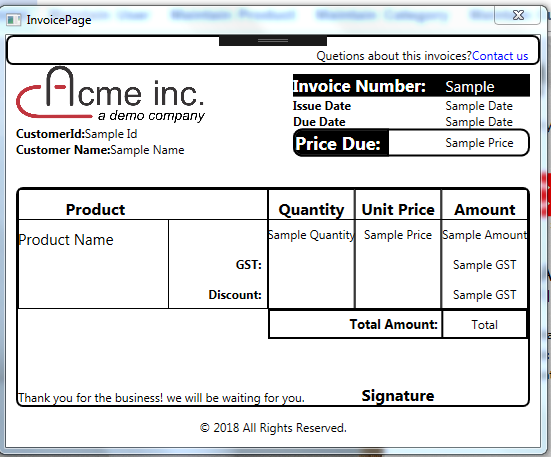 InvoicePage
Quetions about this invoices?Contact us
Acme inc.
a demo company
Invoice Number: Sample
Issue Date Sample Date
Due Date Sample Date
Price Due: Sample Price
CustomerId:Sample Id
Customer Name:Sample Name
Product Quantity Unit Price Amount
Product Name Sample Quantity Sample Price Sample Amount
GST: Sample GST
Discount: Sample GST
Total Amount: Total
Thank you for the business! we will be waiting for you. Signature
© 2018 All Rights Reserved.